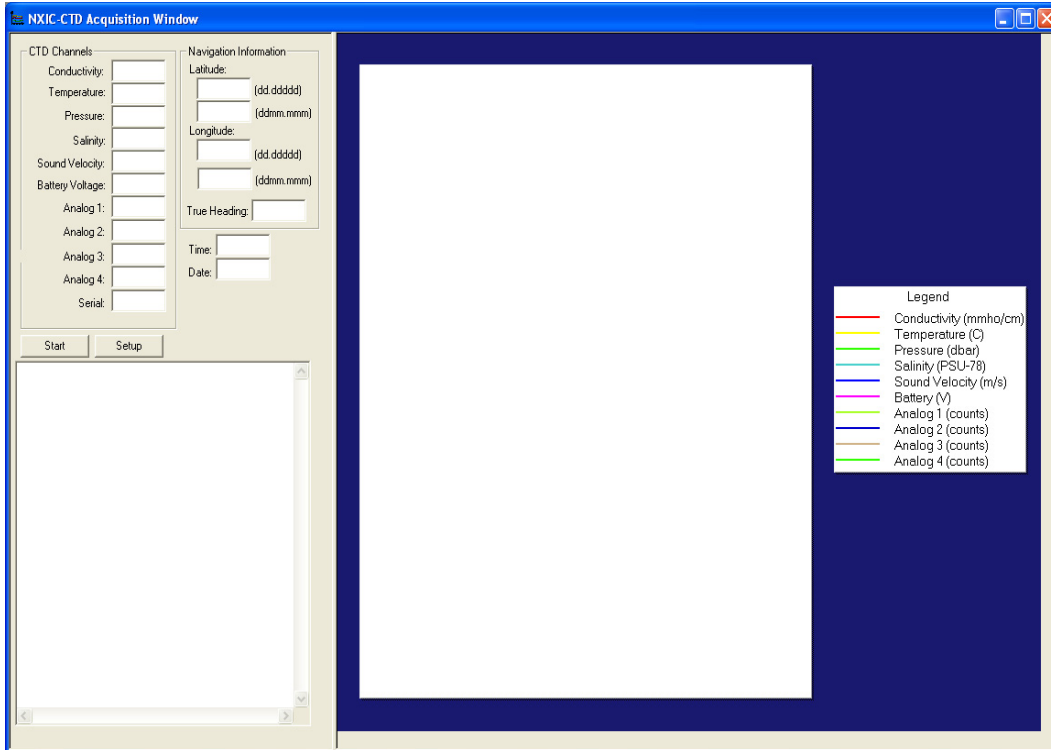 NXIC-CTD Acquisition Window
CTD Channels
Conductivity:
Temperature:
Pressure:
Salinity:
Sound Velocity:
Battery Voltage:
Analog 1:
Analog 2:
Analog 3:
Analog 4:
Serial:
Navigation Information
Latitude:
(dd.ddddd)
(ddmm.mmm)
Longitude:
(dd.ddddd)
(ddmm.mmm)
True Heading:
Time:
Date:
Start
Setup
Legend
Conductivity (mmho/cm)
Temperature (C)
Pressure (dbar)
Salinity (PSU-78)
Sound Velocity (m/s)
Battery (V)
Analog 1 (counts)
Analog 2 (counts)
Analog 3 (counts)
Analog 4 (counts)